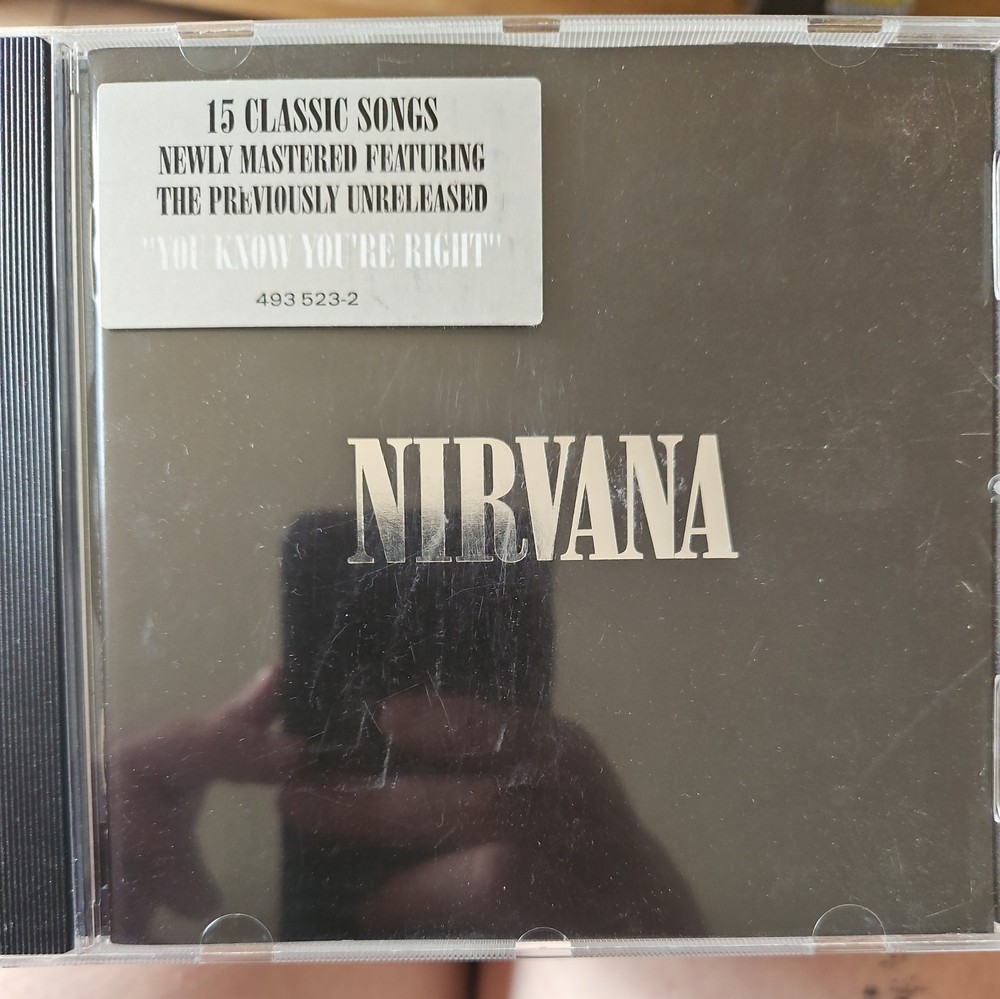 15 CLASSIC SONGS
NEWLY MASTERED FEATURING
THE PREVIOUSLY UNRELEASED
"YOU KNOW YOU'RE RIGHT"
493 523-2
NIRVANA